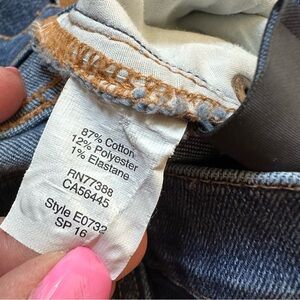 87% Cotton
12% Polyester
1% Elastane
RN77388
CA56445
Style E0732
SP 16